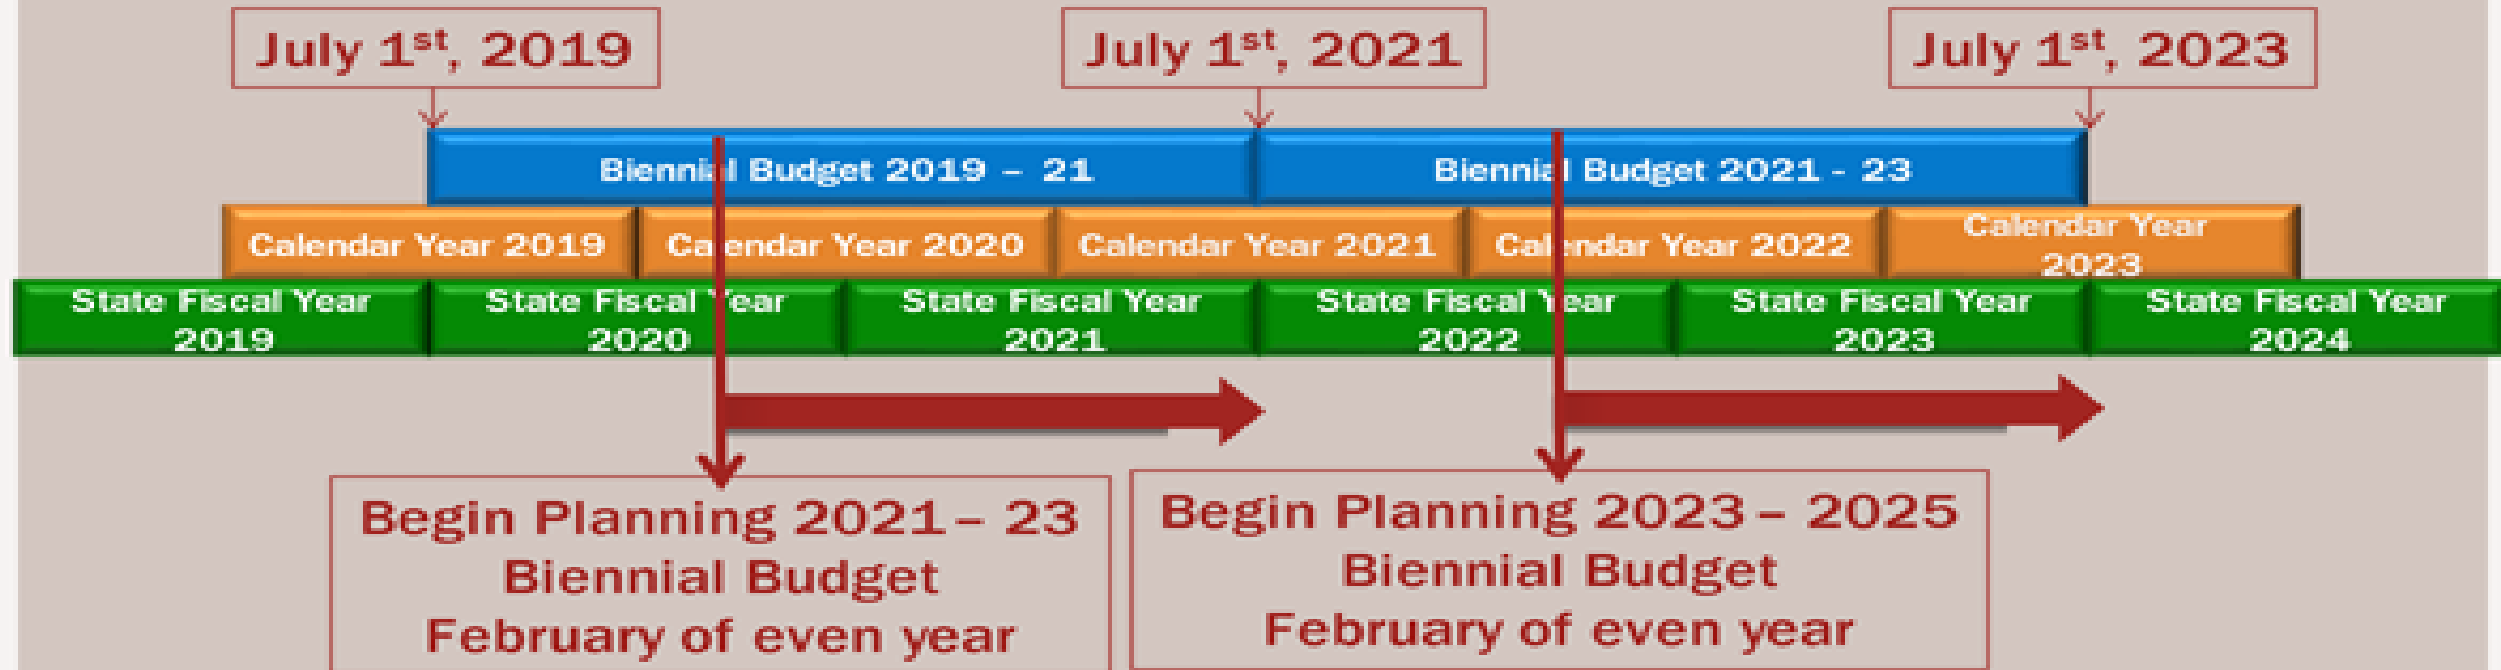 July 1st, 2019
July 1st, 2021
July 1st, 2023
Biennial Budget 2019 – 21
Biennial Budget 2021 - 23
Calendar Year 2019
Calendar Year 2020
Calendar Year 2021
Calendar Year 2022
Calendar Year
2023
State Fiscal Year
2019
State Fiscal Year
2020
State Fiscal Year
2021
State Fiscal Year
2022
State Fiscal Year
2023
State Fiscal Year
2024
Begin Planning 2021 – 23
Biennial Budget
February of even year
Begin Planning 2023 – 2025
Biennial Budget
February of even year